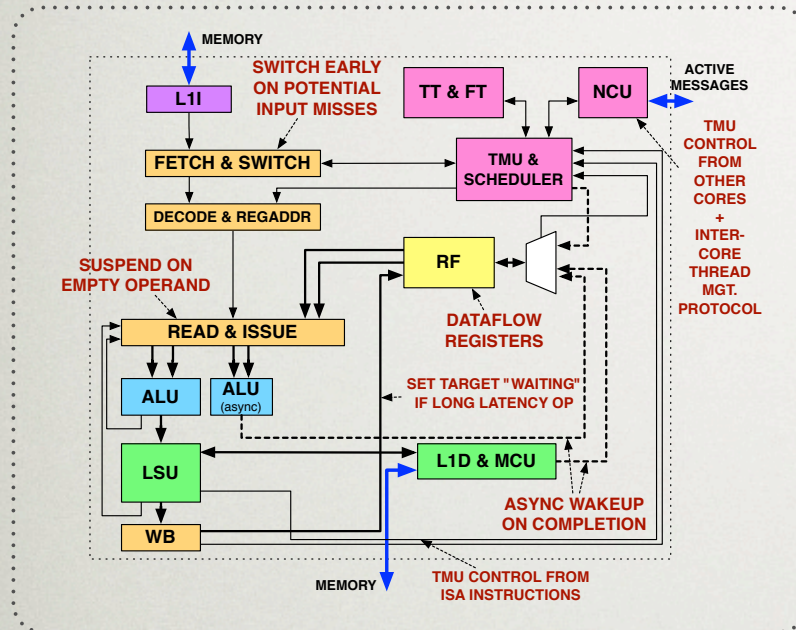 MEMORY
L1I
SWITCH EARLY
ON POTENTIAL
INPUT MISSES
TT & FT
NCU
ACTIVE
MESSAGES
FETCH & SWITCH
TMU &
SCHEDULER
TMU
CONTROL
FROM
OTHER
CORES
+
INTER-
CORE
THREAD
MGT.
PROTOCOL
DECODE & REGADDR
SUSPEND ON
EMPTY OPERAND
RF
READ & ISSUE
DATAFLOW
REGISTERS
ALU
ALU
(async)
SET TARGET "WAITING"
IF LONG LATENCY OP
LSU
L1D & MCU
ASYNC WAKEUP
ON COMPLETION
WB
MEMORY
TMU CONTROL FROM
ISA INSTRUCTIONS